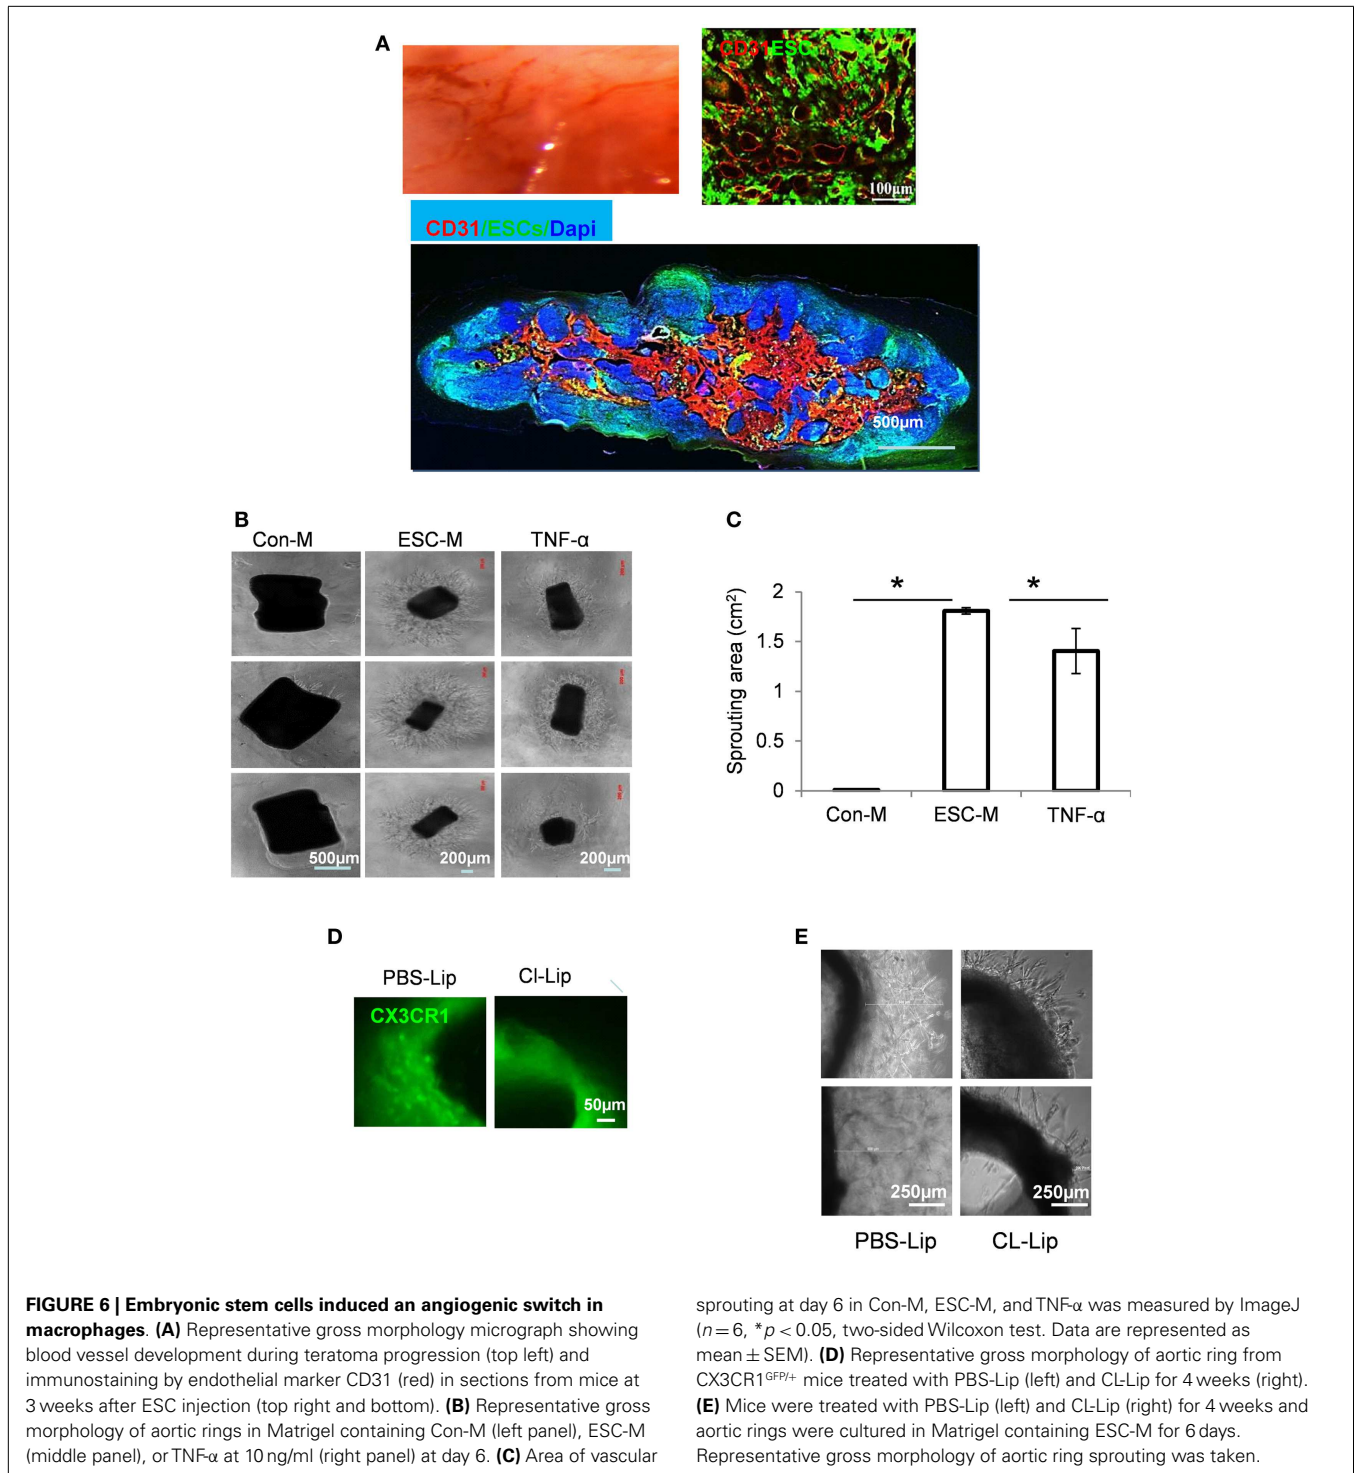 A
CD31ESC
100µm
CD31/ESCs/Dapi
500µm
B
Con-M ESC-M TNF-α
500µm 200µm 200µm
C
*
*
Sprouting area (cm²)
2
1.5
1
0.5
0
Con-M ESC-M TNF-α
D
PBS-Lip Cl-Lip
CX3CR1
50µm
E
250µm 250µm
PBS-Lip CL-Lip
FIGURE 6 | Embryonic stem cells induced an angiogenic switch in
macrophages. (A) Representative gross morphology micrograph showing
blood vessel development during teratoma progression (top left) and
immunostaining by endothelial marker CD31 (red) in sections from mice at
3 weeks after ESC injection (top right and bottom). (B) Representative gross
morphology of aortic rings in Matrigel containing Con-M (left panel), ESC-M
(middle panel), or TNF-α at 10 ng/ml (right panel) at day 6. (C) Area of vascular
sprouting at day 6 in Con-M, ESC-M, and TNF-α was measured by ImageJ
(n = 6, *p < 0.05, two-sided Wilcoxon test. Data are represented as
mean ± SEM). (D) Representative gross morphology of aortic ring from
CX3CR1GFP/+ mice treated with PBS-Lip (left) and CL-Lip for 4 weeks (right).
(E) Mice were treated with PBS-Lip (left) and CL-Lip (right) for 4 weeks and
aortic rings were cultured in Matrigel containing ESC-M for 6 days.
Representative gross morphology of aortic ring sprouting was taken.